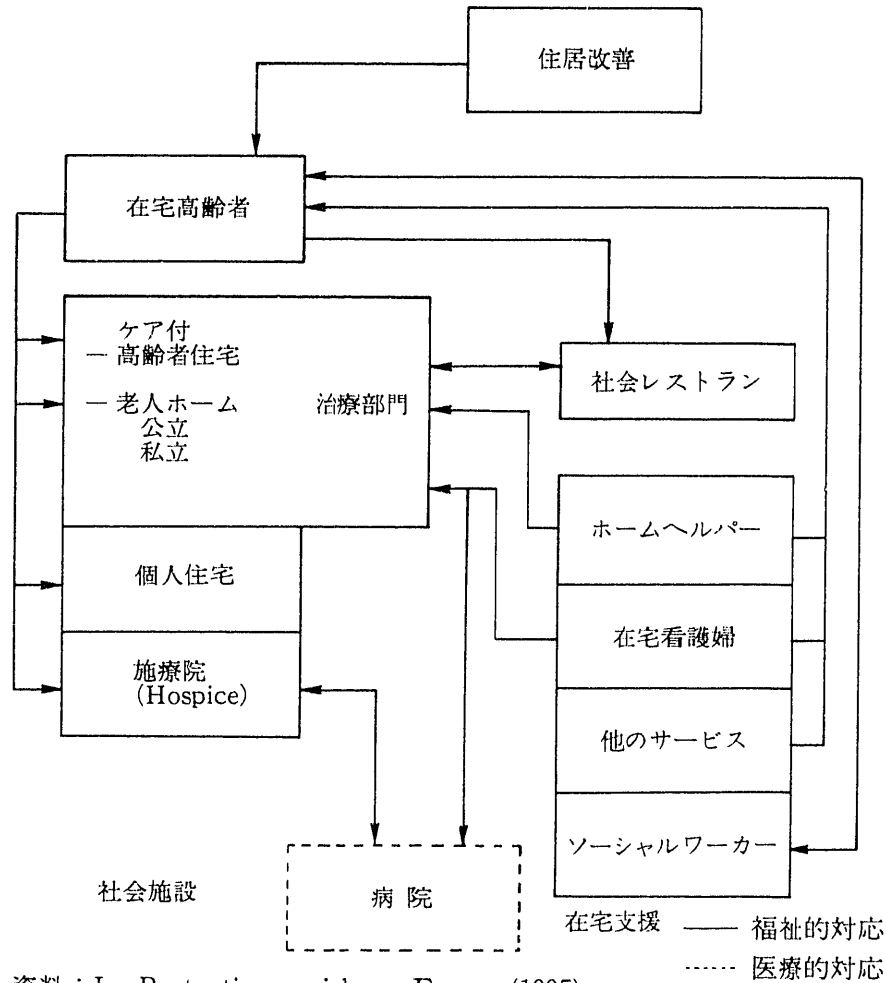 住居改善
在宅高齢者
ケア付
― 高齢者住宅
― 老人ホーム
公立
私立
治療部門
社会レストラン
個人住宅
施療院
(Hospice)
ホームヘルパー
在宅看護婦
他のサービス
ソーシャルワーカー
社会施設
病院
在宅支援
福祉的対応
医療的対応